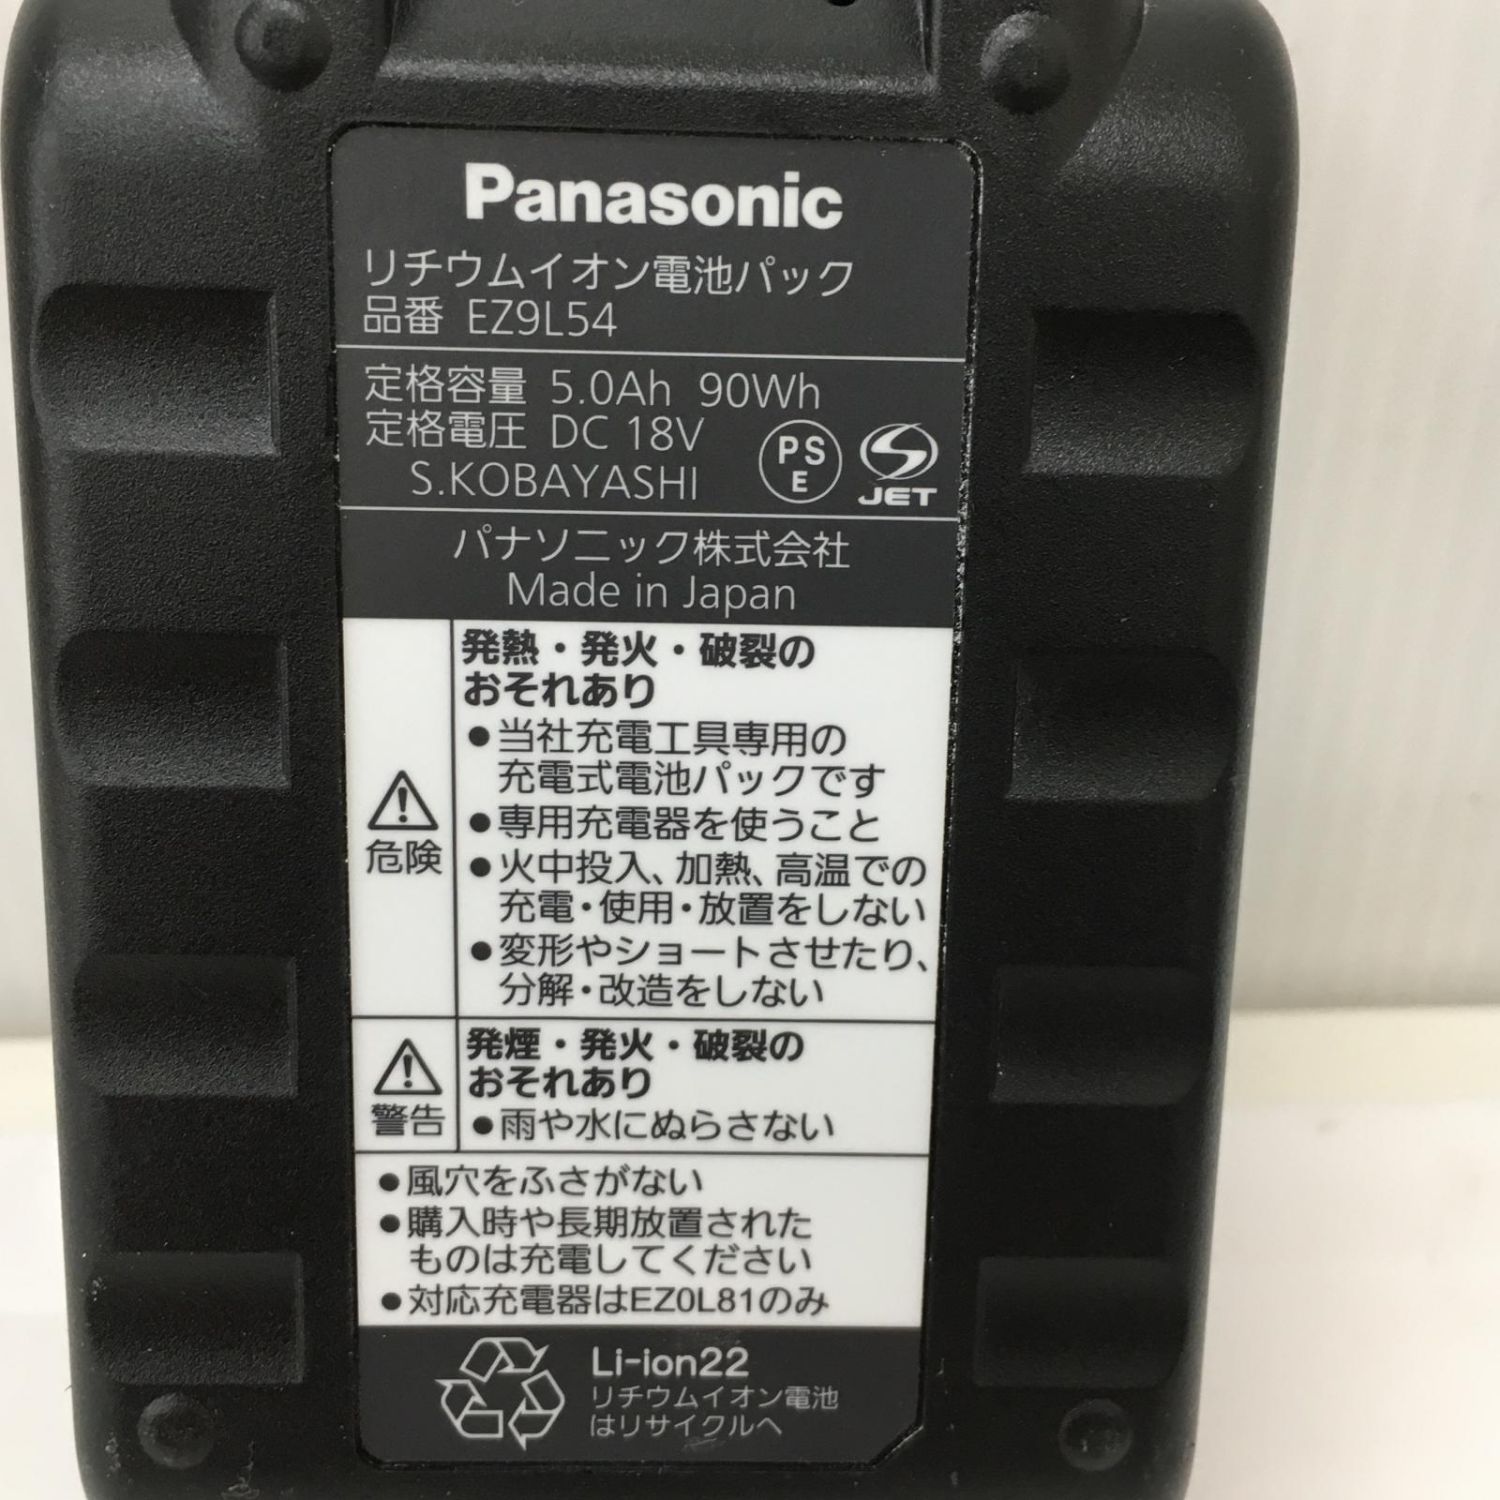 Panasonic
リチウムイオン電池パック
品番 EZ9L54
定格容量 5.0Ah 90Wh
定格電圧 DC 18V
S.KOBAYASHI
PS
E
JET
パナソニック株式会社
Made in Japan
危険
発熱・発火・破裂の
おそれあり
●当社充電工具専用の
充電式電池パックです
●専用充電器を使うこと
●火中投入、加熱、高温での
充電・使用・放置をしない
●変形やショートさせたり、
分解・改造をしない
警告
発煙・発火・破裂の
おそれあり
●雨や水にぬらさない
●風穴をふさがない
●購入時や長期放置された
ものは充電してください
●対応充電器はEZ0L81のみ
Li-ion22
リチウムイオン電池
はリサイクルへ